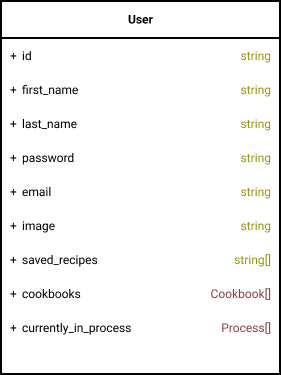 User
+ id string
+ first_name string
+ last_name string
+ password string
+ email string
+ image string
+ saved_recipes string[]
+ cookbooks Cookbook[]
+ currently_in_process Process[]